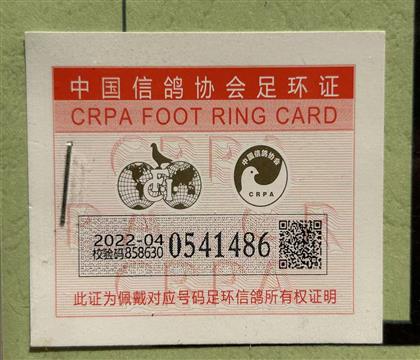 中国信鸽协会足环证
CRPA FOOT RING CARD
中国信鸽协会
CRPA
2022-04
校验码858630
0541486
此证为佩戴对应号码足环信鸽所有权证明